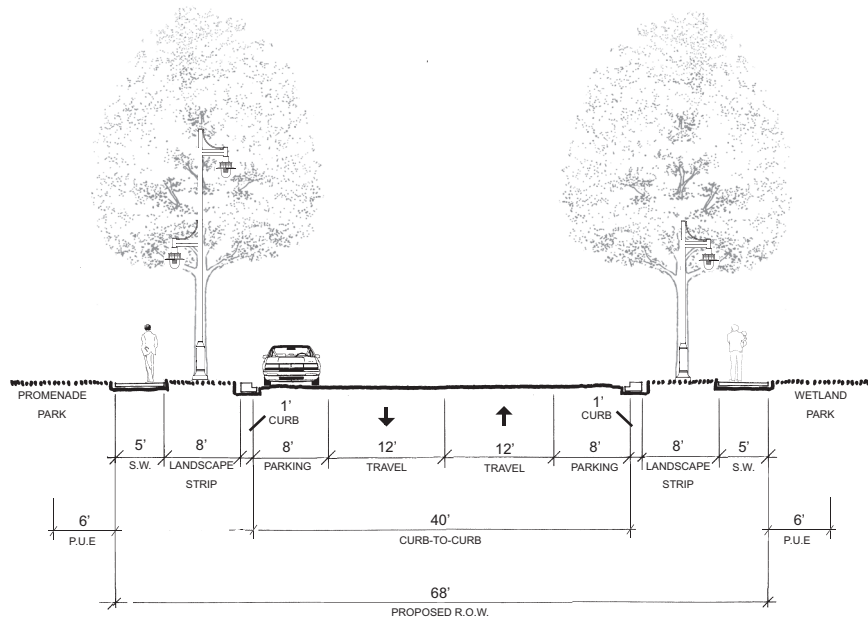 PROMENADE
PARK
WETLAND
PARK
1'
CURB
1'
CURB
5'
S.W.
8'
LANDSCAPE
STRIP
8'
PARKING
12'
TRAVEL
12'
TRAVEL
8'
PARKING
8'
LANDSCAPE
STRIP
5'
S.W.
6'
P.U.E
40'
CURB-TO-CURB
6'
P.U.E
68'
PROPOSED R.O.W.